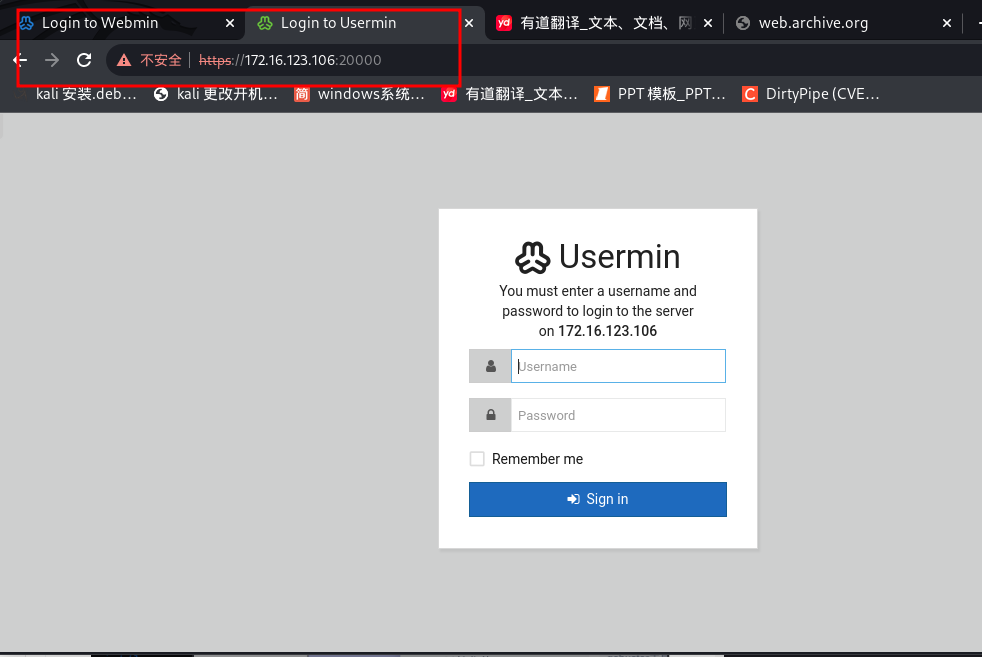 Login to Webmin
Login to Usermin
有道翻译_文本、文档、网
web.archive.org
不安全 https://172.16.123.106:20000
kali 安装.deb…
kali 更改开机…
简 windows系统…
yd 有道翻译_文本…
PPT 模板_PPT…
C DirtyPipe (CVE…
Usermin
You must enter a username and
password to login to the server
on 172.16.123.106
Username
Password
Remember me
Sign in